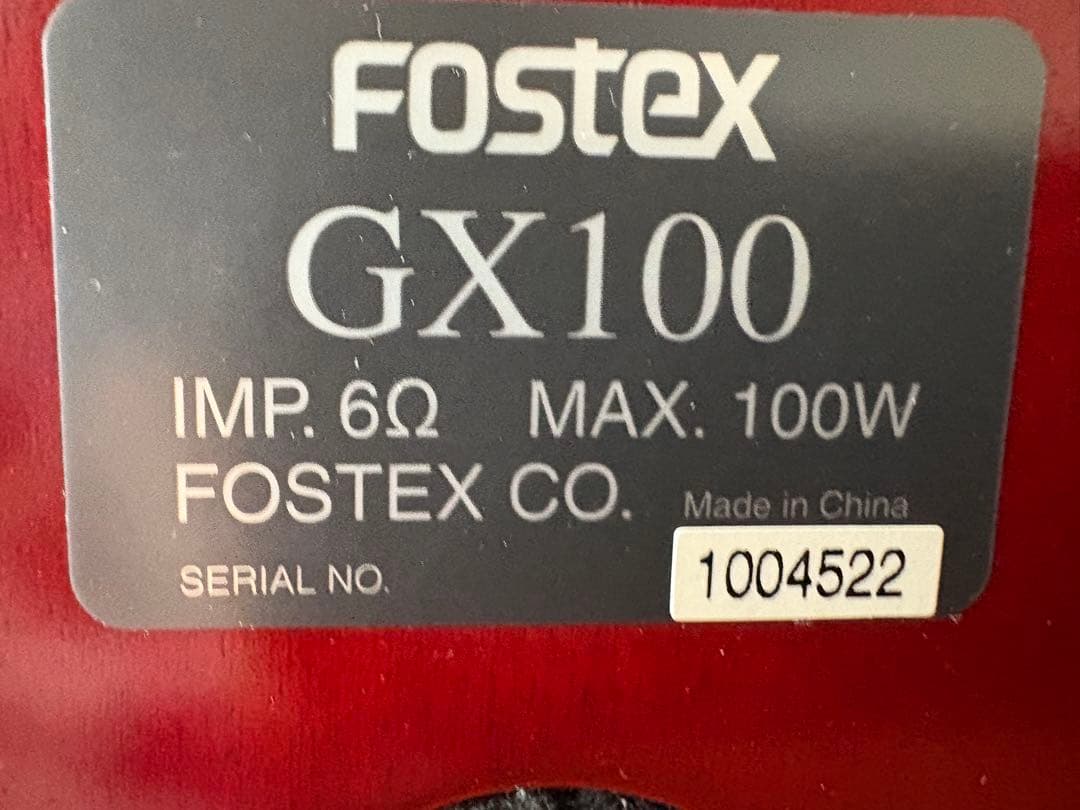 FOSTEX
GX100
IMP. 6Ω MAX. 100W
FOSTEX CO. Made in China
SERIAL NO. 1004522